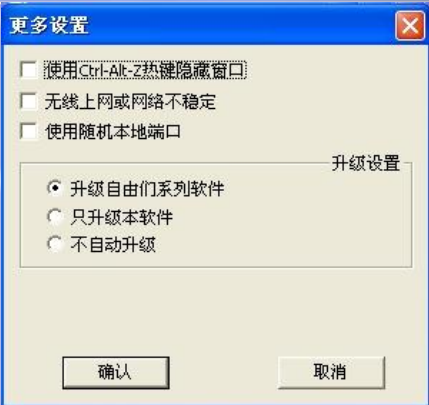 更多设置
使用Ctrl-Alt-Z热键隐藏窗口
无线上网或网络不稳定
使用随机本地端口
升级设置
升级自由们系列软件
只升级本软件
不自动升级
确认
取消